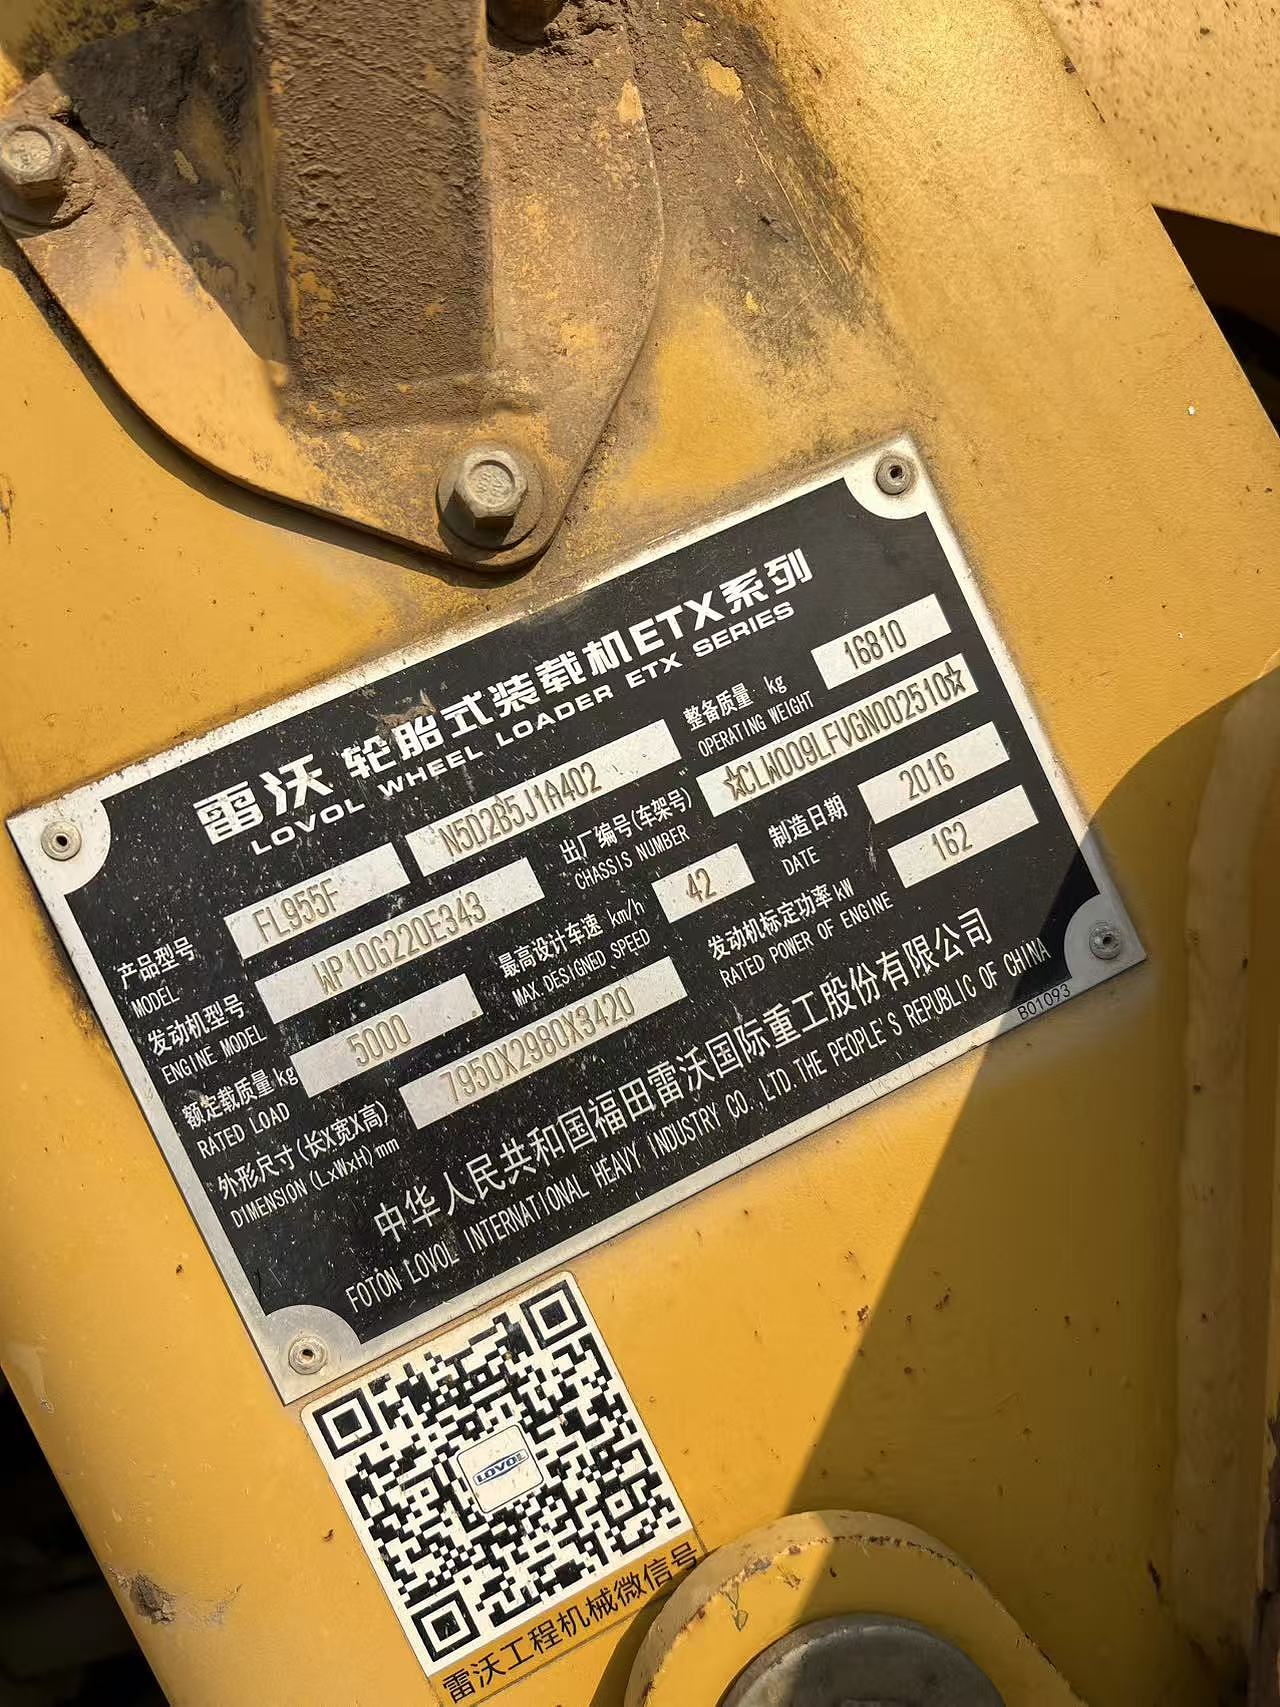 雷沃 轮胎式装载机ETX系列
LOVOL WHEEL LOADER ETX SERIES
产品型号 FL955F N5D2B5J1A402 整备质量 kg 16810
MODEL OPERATING WEIGHT
发动机型号 WP10G220E343 出厂编号(车架号) ☆CLW009LFVGN002510☆
ENGINE MODEL CHASSIS NUMBER
额定载质量kg 5000 最高设计车速 km/h 42 制造日期 2016
RATED LOAD MAX DESIGNED SPEED DATE
外形尺寸(长X宽X高) 7950X2980X3420 发动机标定功率kW 162
DIMENSION(LxWxH)mm RATED POWER OF ENGINE
中华人民共和国福田雷沃国际重工股份有限公司
FOTON LOVOL INTERNATIONAL HEAVY INDUSTRY CO.,LTD.THE PEOPLE'S REPUBLIC OF CHINA
B01093
LOVOL
雷沃工程机械微信号